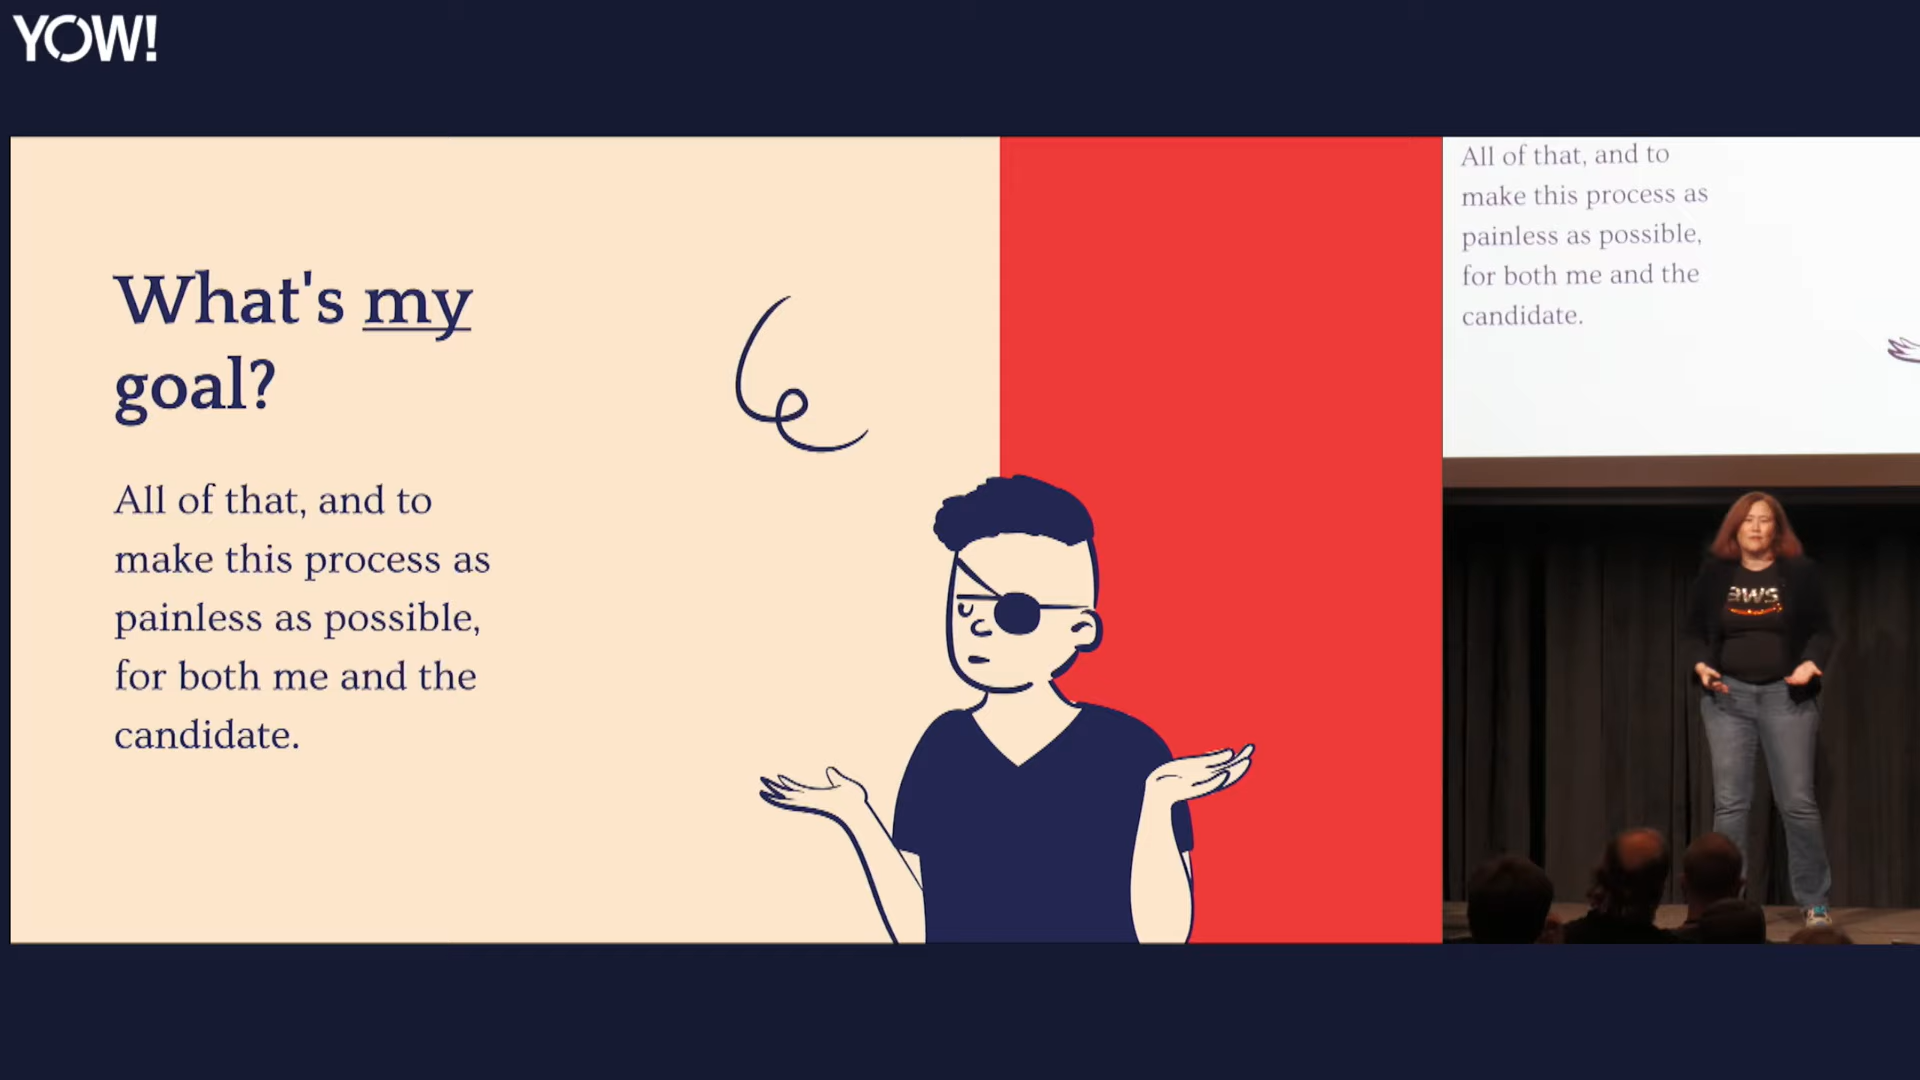 YOW!
What's my
goal?
All of that, and to
make this process as
painless as possible,
for both me and the
candidate.
All of that, and to
make this process as
painless as possible,
for both me and the
candidate.
aws